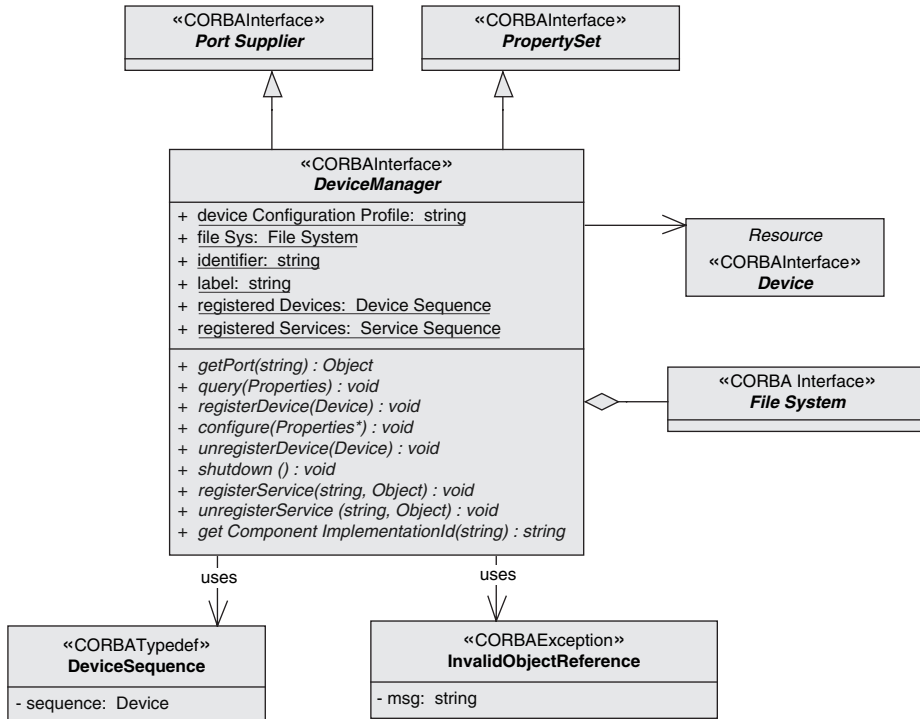 «CORBAInterface»
Port Supplier
«CORBAInterface»
PropertySet
«CORBAInterface»
DeviceManager
+ device Configuration Profile: string
+ file Sys: File System
+ identifier: string
+ label: string
+ registered Devices: Device Sequence
+ registered Services: Service Sequence
+ getPort(string) : Object
+ query(Properties) : void
+ registerDevice(Device) : void
+ configure(Properties*) : void
+ unregisterDevice(Device) : void
+ shutdown () : void
+ registerService(string, Object) : void
+ unregisterService (string, Object) : void
+ get Component ImplementationId(string) : string
Resource
«CORBAInterface»
Device
«CORBA Interface»
File System
uses
uses
«CORBATypedef»
DeviceSequence
- sequence: Device
«CORBAException»
InvalidObjectReference
- msg: string